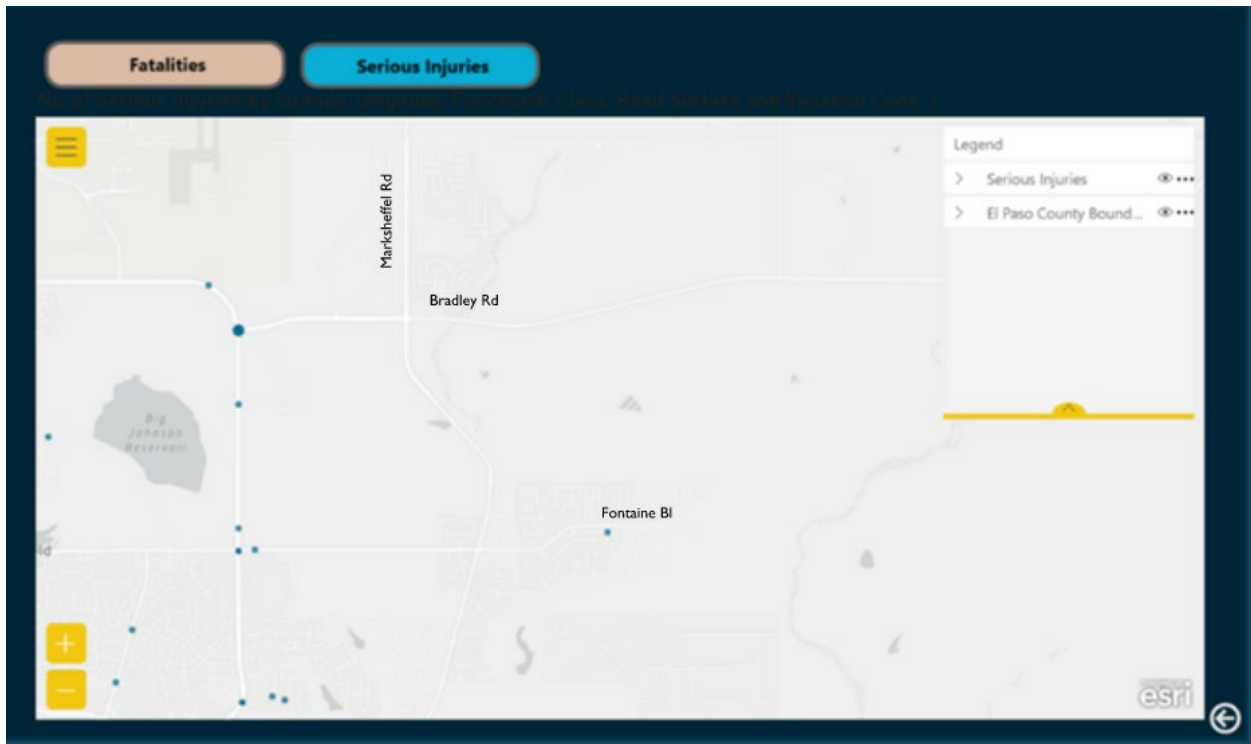 Fatalities
Serious Injuries
No. of Serious Injuries by latitude, longitude, Functional Class, Road Surface and Violation Code_1
Legend
Serious Injuries
El Paso County Bound...
Marksheffel Rd
Bradley Rd
Big
Johnson
Reservoir
Fontaine Bl
ld
esri